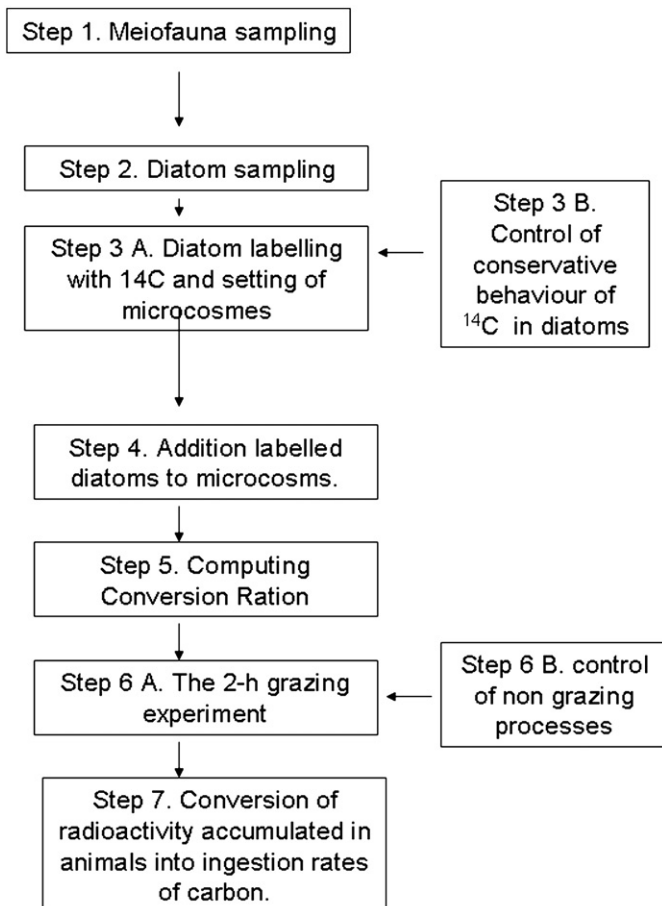 Step 1. Meiofauna sampling
Step 2. Diatom sampling
Step 3 A. Diatom labelling
with 14C and setting of
microcosmes
Step 3 B.
Control of
conservative
behaviour of
¹⁴C in diatoms
Step 4. Addition labelled
diatoms to microcosms.
Step 5. Computing
Conversion Ration
Step 6 A. The 2-h grazing
experiment
Step 6 B. control
of non grazing
processes
Step 7. Conversion of
radioactivity accumulated in
animals into ingestion rates
of carbon.